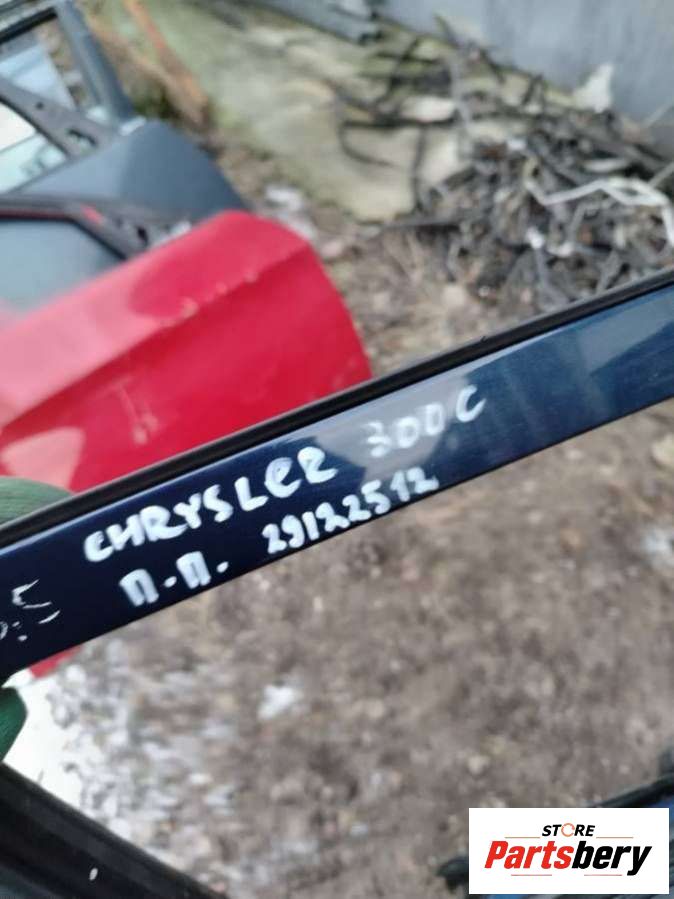 CHRYSLER 300C
П.П. 29122512
STORE
Partsbery